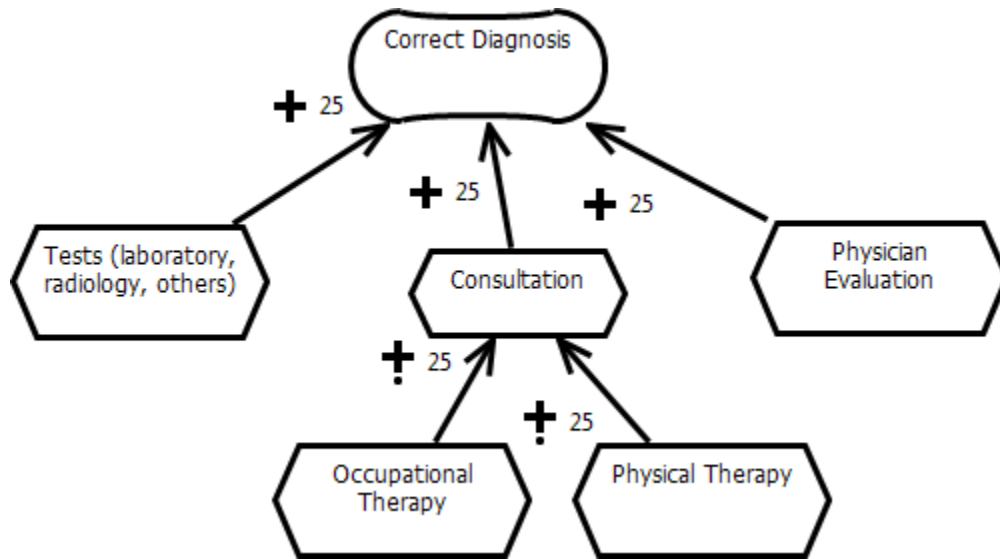 Correct Diagnosis
25
25
25
Tests (laboratory,
radiology, others)
Consultation
Physician
Evaluation
25
25
Occupational
Therapy
Physical Therapy